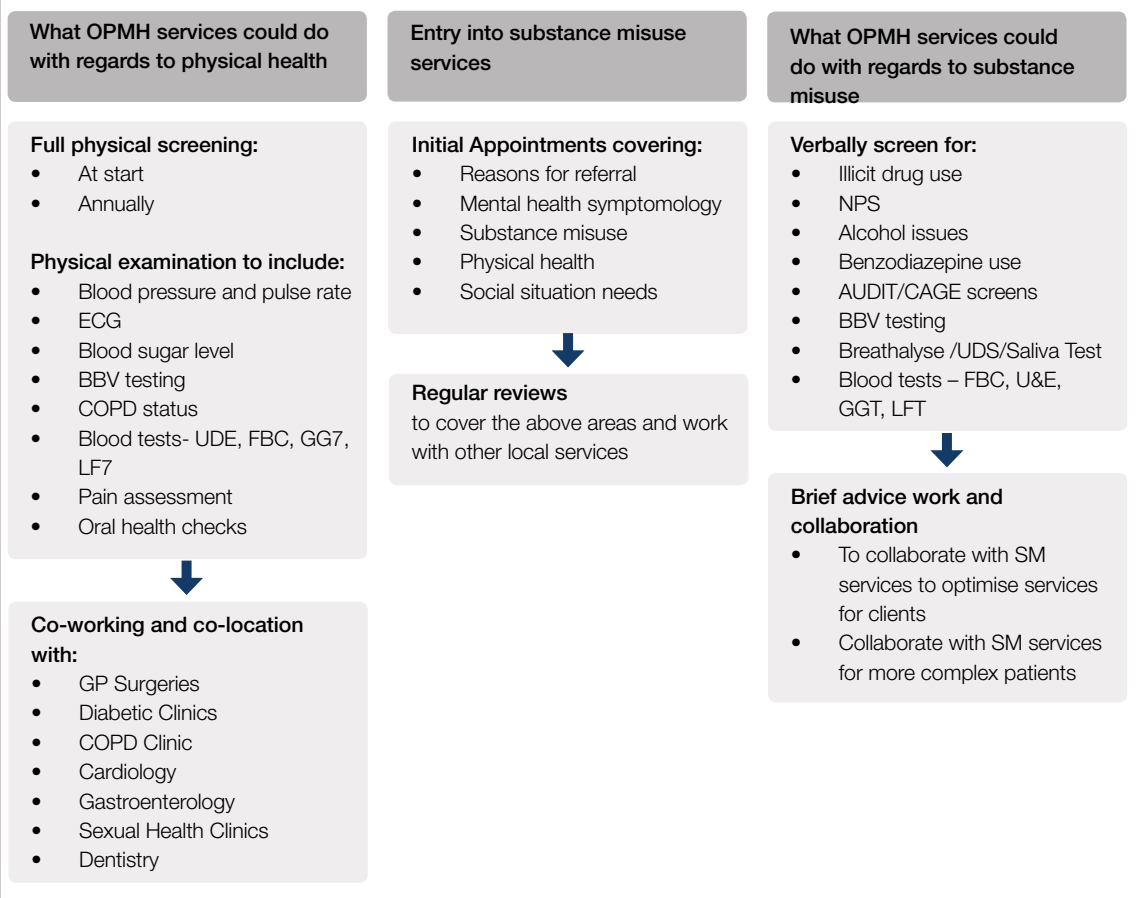 What OPMH services could do
with regards to physical health
Full physical screening:
• At start
• Annually
Physical examination to include:
• Blood pressure and pulse rate
• ECG
• Blood sugar level
• BBV testing
• COPD status
• Blood tests- UDE, FBC, GG7,
LF7
• Pain assessment
• Oral health checks
Co-working and co-location
with:
• GP Surgeries
• Diabetic Clinics
• COPD Clinic
• Cardiology
• Gastroenterology
• Sexual Health Clinics
• Dentistry
Entry into substance misuse
services
Initial Appointments covering:
• Reasons for referral
• Mental health symptomology
• Substance misuse
• Physical health
• Social situation needs
Regular reviews
to cover the above areas and work
with other local services
What OPMH services could
do with regards to substance
misuse
Verbally screen for:
• Illicit drug use
• NPS
• Alcohol issues
• Benzodiazepine use
• AUDIT/CAGE screens
• BBV testing
• Breathalyse /UDS/Saliva Test
• Blood tests – FBC, U&E,
GGT, LFT
Brief advice work and
collaboration
• To collaborate with SM
services to optimise services
for clients
• Collaborate with SM services
for more complex patients